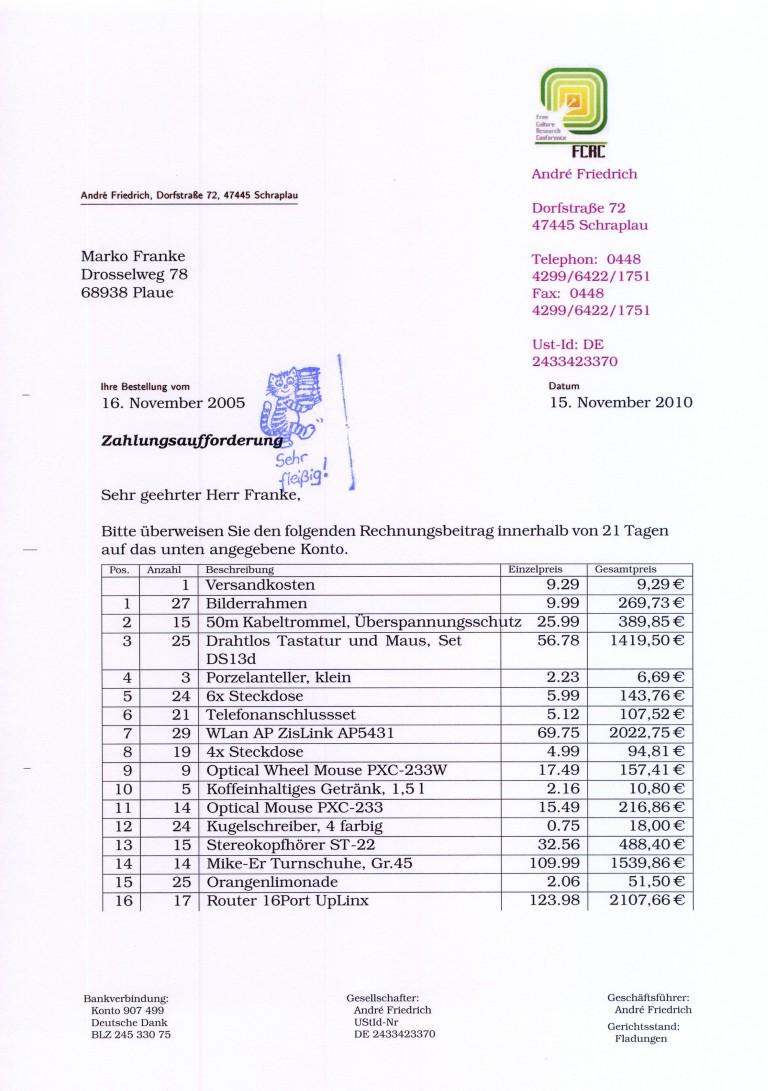 Free
Culture
Research
Conference
FCRC
André Friedrich
Dorfstraße 72
47445 Schraplau
Telephon: 0448
4299/6422/1751
Fax: 0448
4299/6422/1751
Ust-Id: DE
2433423370
André Friedrich, Dorfstraße 72, 47445 Schraplau
Marko Franke
Drosselweg 78
68938 Plaue
Ihre Bestellung vom
16. November 2005
Datum
15. November 2010
Zahlungsaufforderung
Sehr
fleißig!
Sehr geehrter Herr Franke,
Bitte überweisen Sie den folgenden Rechnungsbeitrag innerhalb von 21 Tagen
auf das unten angegebene Konto.
Pos. Anzahl Beschreibung Einzelpreis Gesamtpreis
1 Versandkosten 9.29 9,29 €
1 27 Bilderrahmen 9.99 269,73 €
2 15 50m Kabeltrommel, Überspannungsschutz 25.99 389,85 €
3 25 Drahtlos Tastatur und Maus, Set 56.78 1419,50 €
DS13d
4 3 Porzelanteller, klein 2.23 6,69 €
5 24 6x Steckdose 5.99 143,76 €
6 21 Telefonanschlussset 5.12 107,52 €
7 29 WLan AP ZisLink AP5431 69.75 2022,75 €
8 19 4x Steckdose 4.99 94,81 €
9 9 Optical Wheel Mouse PXC-233W 17.49 157,41 €
10 5 Koffeinhaltiges Getränk, 1,5 l 2.16 10,80 €
11 14 Optical Mouse PXC-233 15.49 216,86 €
12 24 Kugelschreiber, 4 farbig 0.75 18,00 €
13 15 Stereokopfhörer ST-22 32.56 488,40 €
14 14 Mike-Er Turnschuhe, Gr.45 109.99 1539,86 €
15 25 Orangenlimonade 2.06 51,50 €
16 17 Router 16Port UpLinx 123.98 2107,66 €
Bankverbindung:
Konto 907 499
Deutsche Dank
BLZ 245 330 75
Gesellschafter:
André Friedrich
UStId-Nr
DE 2433423370
Geschäftsführer:
André Friedrich
Gerichtsstand:
Fladungen